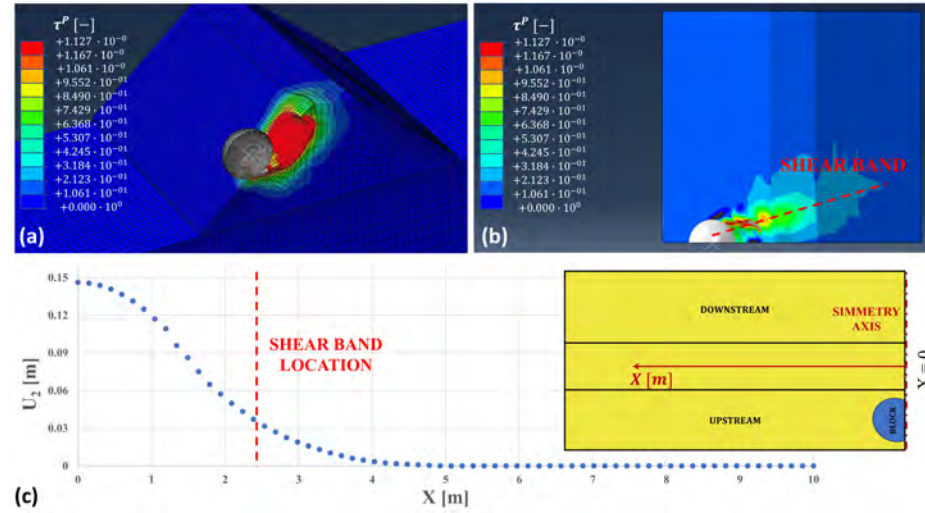 τᴾ [−]
+1.127 · 10⁻⁰
+1.167 · 10⁻⁰
+1.061 · 10⁻⁰
+9.552 · 10⁻⁰¹
+8.490 · 10⁻⁰¹
+7.429 · 10⁻⁰¹
+6.368 · 10⁻⁰¹
+5.307 · 10⁻⁰¹
+4.245 · 10⁻⁰¹
+3.184 · 10⁻⁰¹
+2.123 · 10⁻⁰¹
+1.061 · 10⁻⁰¹
+0.000 · 10⁰
(a)
τᴾ [−]
+1.127 · 10⁻⁰
+1.167 · 10⁻⁰
+1.061 · 10⁻⁰
+9.552 · 10⁻⁰¹
+8.490 · 10⁻⁰¹
+7.429 · 10⁻⁰¹
+6.368 · 10⁻⁰¹
+5.307 · 10⁻⁰¹
+4.245 · 10⁻⁰¹
+3.184 · 10⁻⁰¹
+2.123 · 10⁻⁰¹
+1.061 · 10⁻⁰¹
+0.000 · 10⁰
SHEAR BAND
(b)
0.15
0.12
0.09
0.06
0.03
0
U₂ [m]
SHEAR BAND
LOCATION
DOWNSTREAM
SIMMETRY
AXIS
X [m]
X = 0
UPSTREAM
BLOCK
0 1 2 3 4 5 6 7 8 9 10
X [m]
(c)